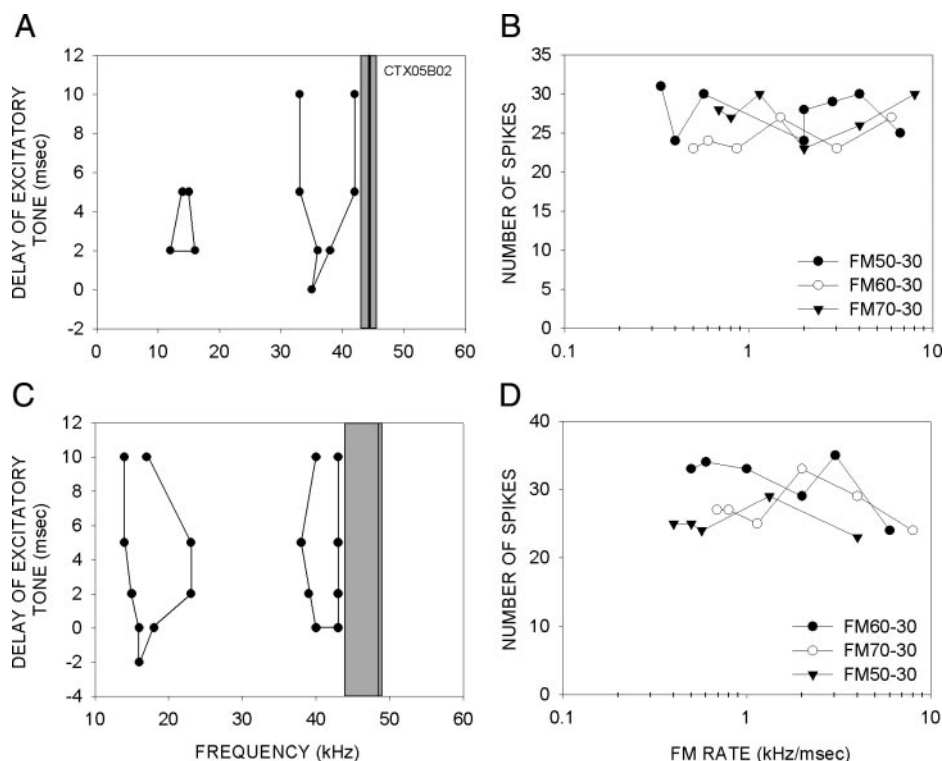 A
DELAY OF EXCITATORY
TONE (msec)
12
10
8
6
4
2
0
-2
0
10
20
30
40
50
60
CTX05B02
B
NUMBER OF SPIKES
35
30
25
20
15
10
5
0
0.1
1
10
FM50-30
FM60-30
FM70-30
C
DELAY OF EXCITATORY
TONE (msec)
12
10
8
6
4
2
0
-2
-4
10
20
30
40
50
60
FREQUENCY (kHz)
D
NUMBER OF SPIKES
40
30
20
10
0
0.1
1
10
FM60-30
FM70-30
FM50-30
FM RATE (kHz/msec)